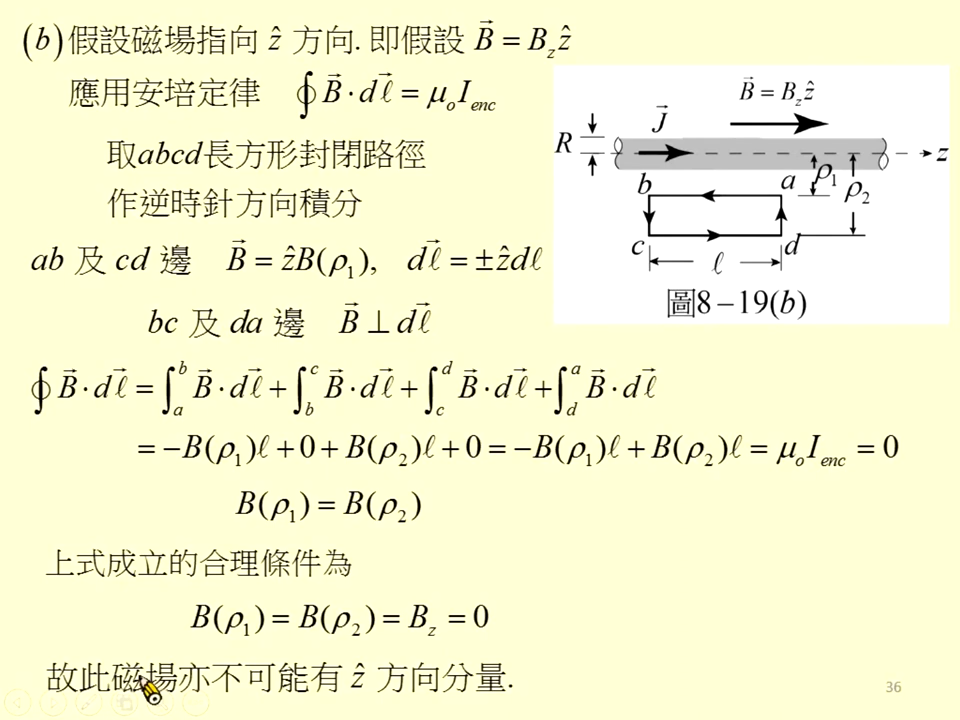 (b) 假設磁場指向 ẑ 方向. 即假設 B⃗ = B_z ẑ
應用安培定律 ∮ B⃗ · dℓ⃗ = μ_o I_enc
取abcd長方形封閉路徑
作逆時針方向積分
ab 及 cd 邊 B⃗ = ẑB(ρ₁), dℓ⃗ = ±ẑdℓ
bc 及 da 邊 B⃗ ⊥ dℓ⃗
B⃗ = B_z ẑ
R J⃗ z
b a ρ₁ ρ₂
c ℓ d
圖8−19(b)
∮ B⃗ · dℓ⃗ = ∫_a^b B⃗ · dℓ⃗ + ∫_b^c B⃗ · dℓ⃗ + ∫_c^d B⃗ · dℓ⃗ + ∫_d^a B⃗ · dℓ⃗
= −B(ρ₁)ℓ + 0 + B(ρ₂)ℓ + 0 = −B(ρ₁)ℓ + B(ρ₂)ℓ = μ_o I_enc = 0
B(ρ₁) = B(ρ₂)
上式成立的合理條件為
B(ρ₁) = B(ρ₂) = B_z = 0
故此磁場亦不可能有 ẑ 方向分量.
36